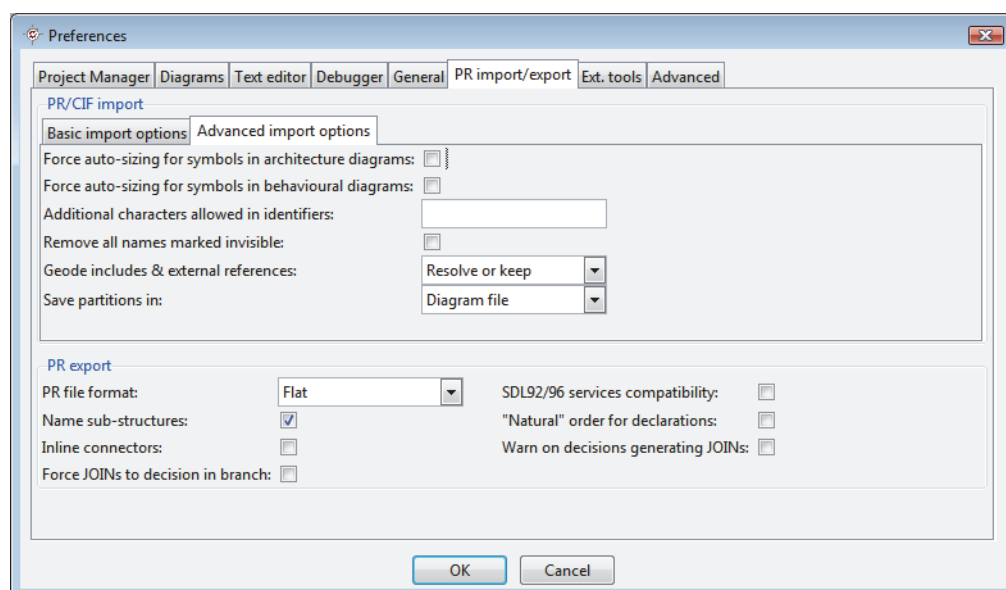 Preferences
Project Manager Diagrams Text editor Debugger General PR import/export Ext. tools Advanced
PR/CIF import
Basic import options Advanced import options
Force auto-sizing for symbols in architecture diagrams:
Force auto-sizing for symbols in behavioural diagrams:
Additional characters allowed in identifiers:
Remove all names marked invisible:
Geode includes & external references: Resolve or keep
Save partitions in: Diagram file
PR export
PR file format: Flat SDL92/96 services compatibility:
Name sub-structures: "Natural" order for declarations:
Inline connectors: Warn on decisions generating JOINs:
Force JOINs to decision in branch:
OK Cancel